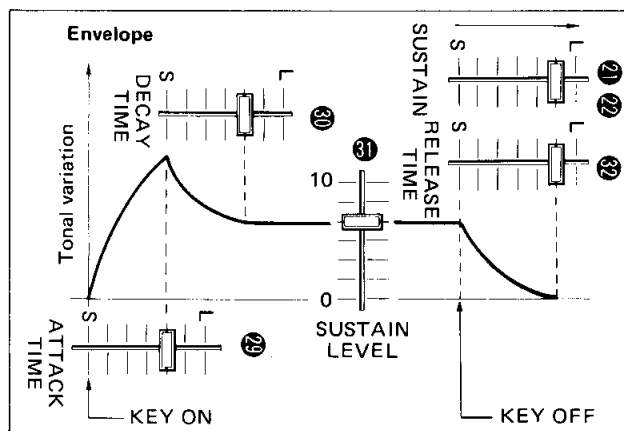 Envelope
Tonal variation
S
L
DECAY
TIME
30
31
10
0
SUSTAIN
LEVEL
S
L
SUSTAIN
21
22
S
L
RELEASE
TIME
32
S
L
ATTACK
TIME
29
KEY ON
KEY OFF